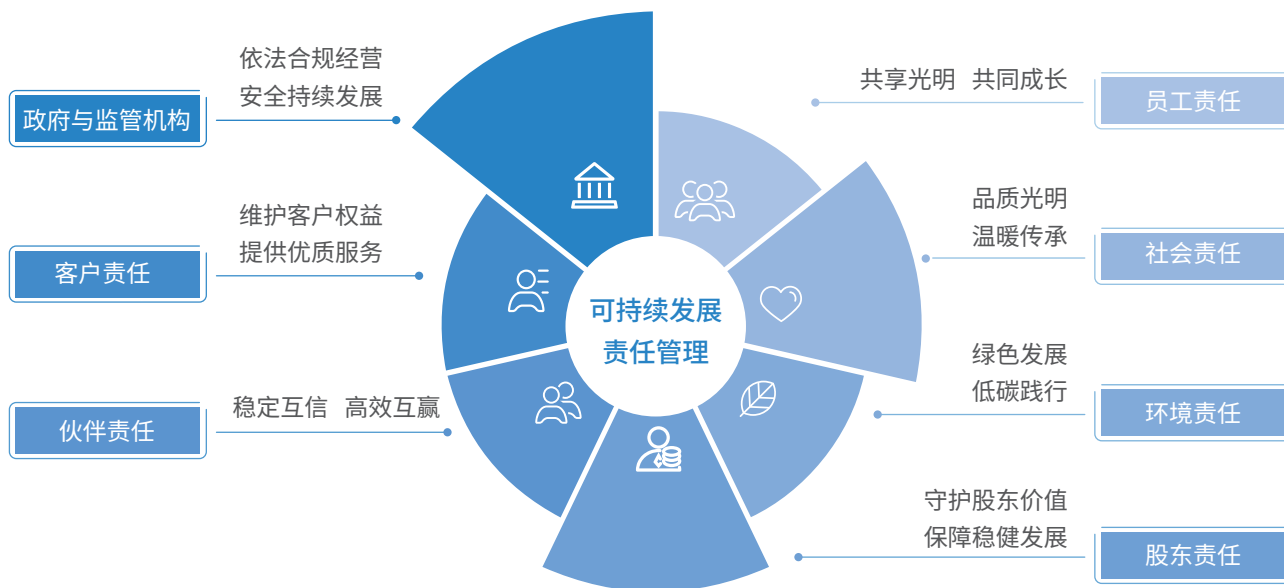 依法合规经营
安全持续发展
政府与监管机构
维护客户权益
提供优质服务
客户责任
稳定互信 高效互赢
伙伴责任
可持续发展
责任管理
共享光明 共同成长
员工责任
品质光明
温暖传承
社会责任
绿色发展
低碳践行
环境责任
守护股东价值
保障稳健发展
股东责任